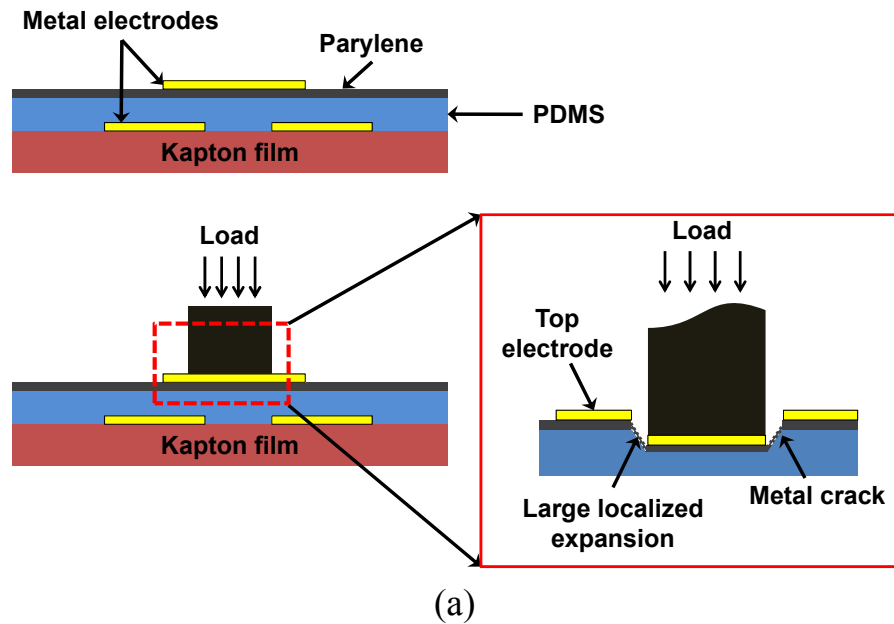 Metal electrodes
Parylene
PDMS
Kapton film
Load
Kapton film
Load
Top
electrode
Large localized
expansion
Metal crack
(a)